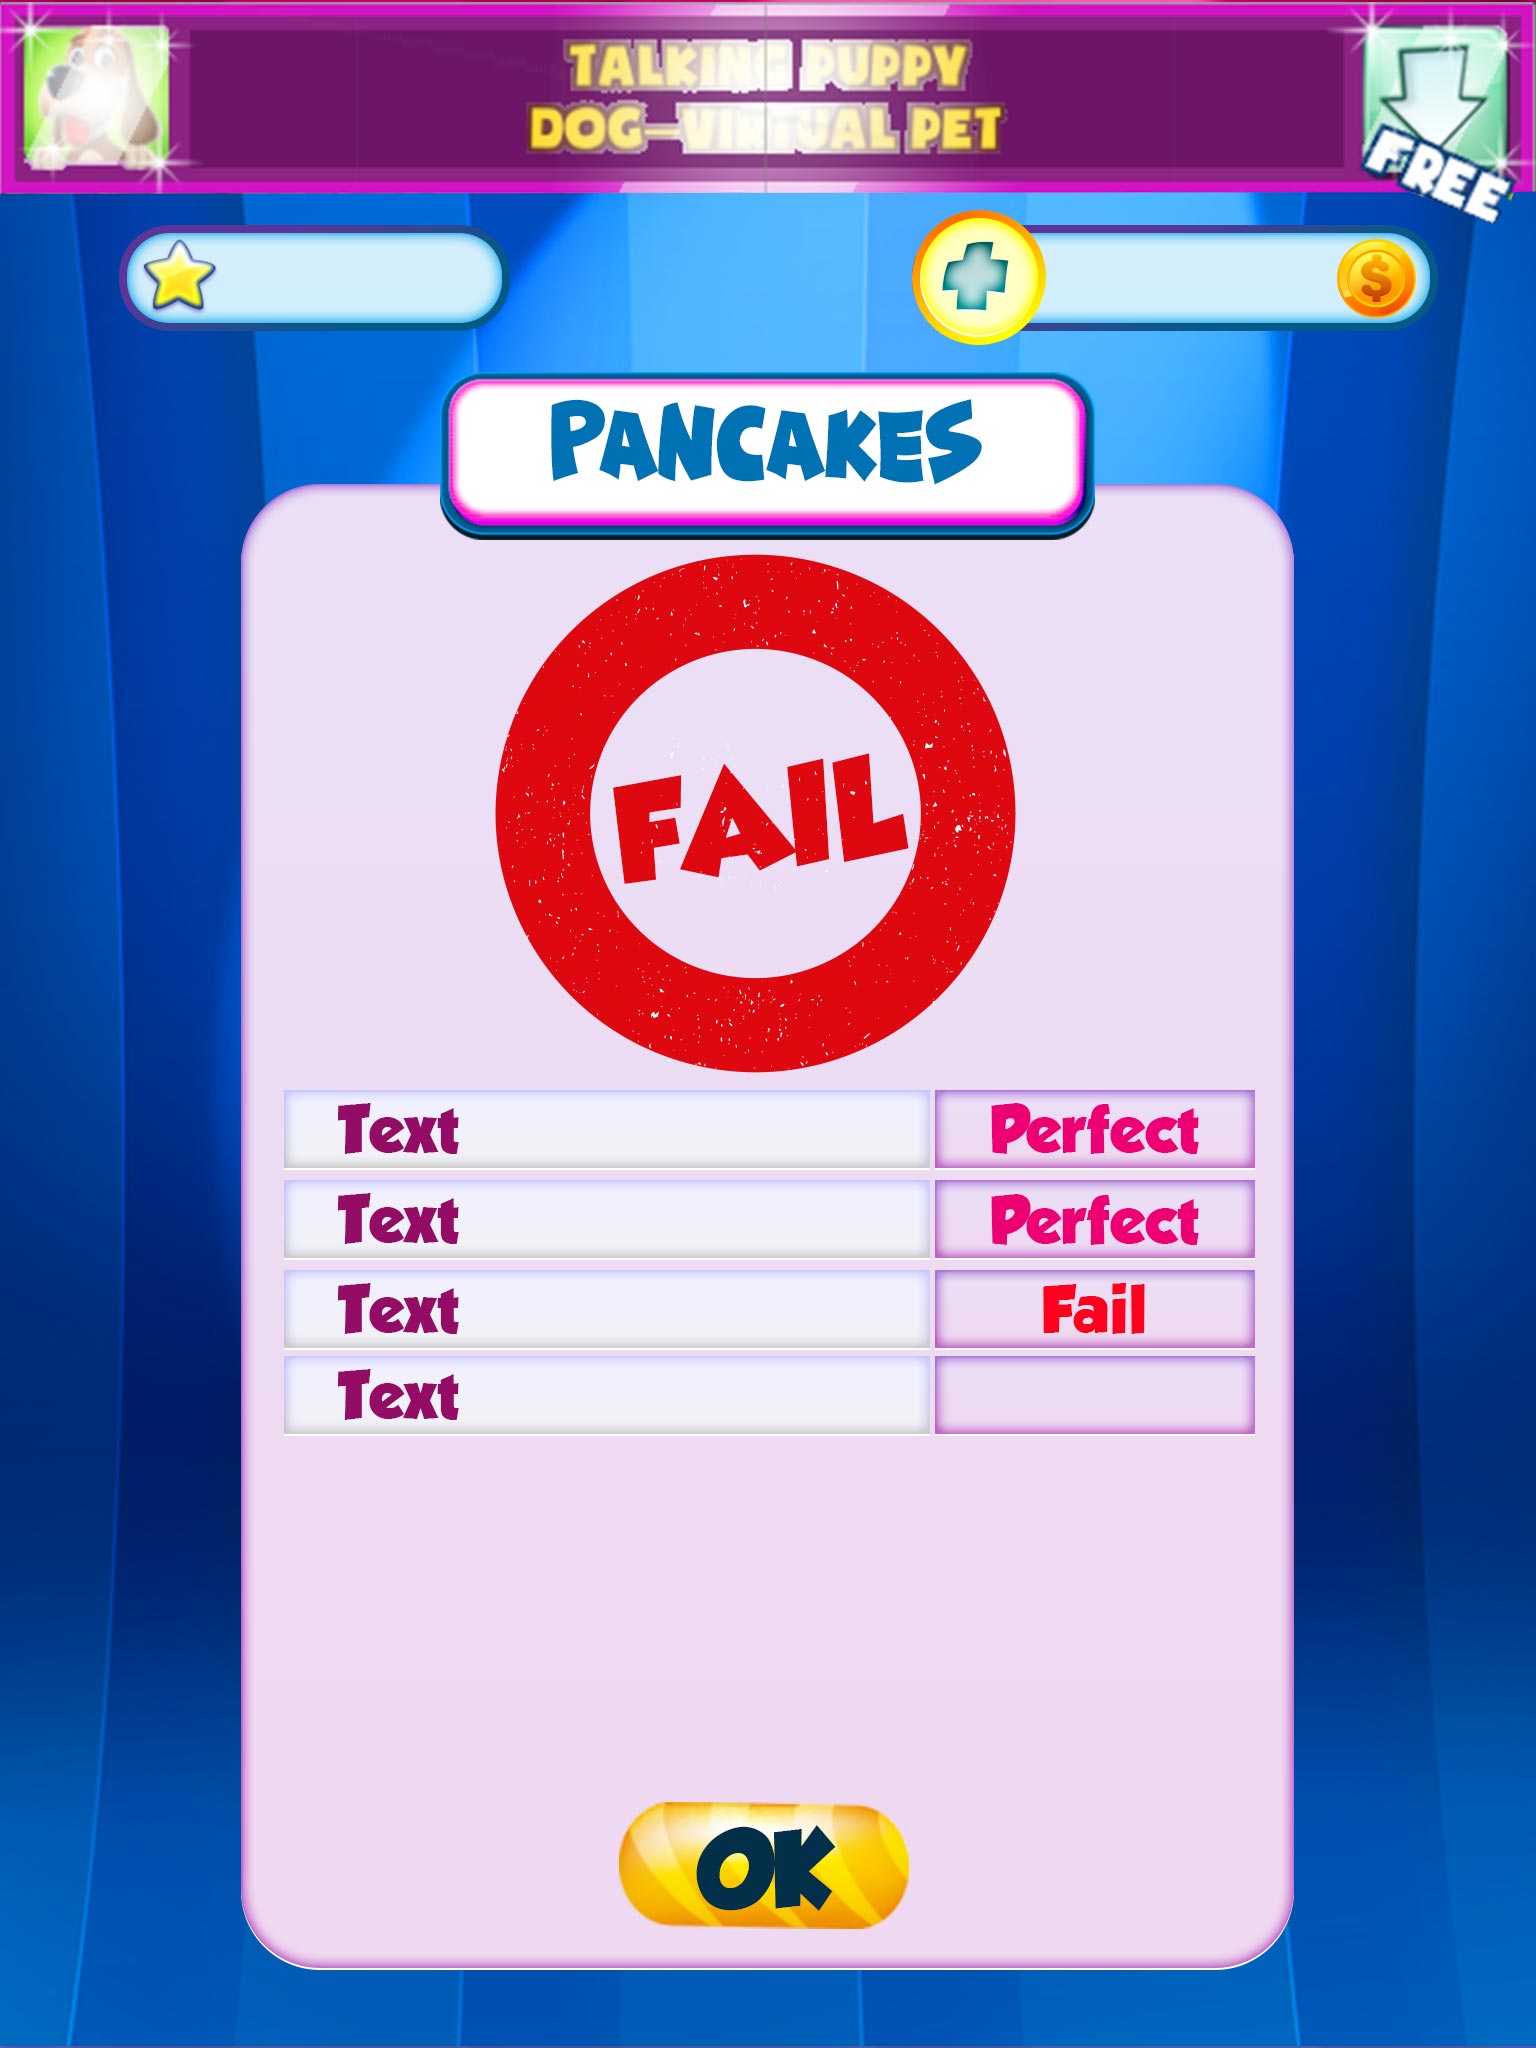 TALKING PUPPY
DOG-VIRTUAL PET
FREE
$
PANCAKES
FAIL
Text Perfect
Text Perfect
Text Fail
Text
OK